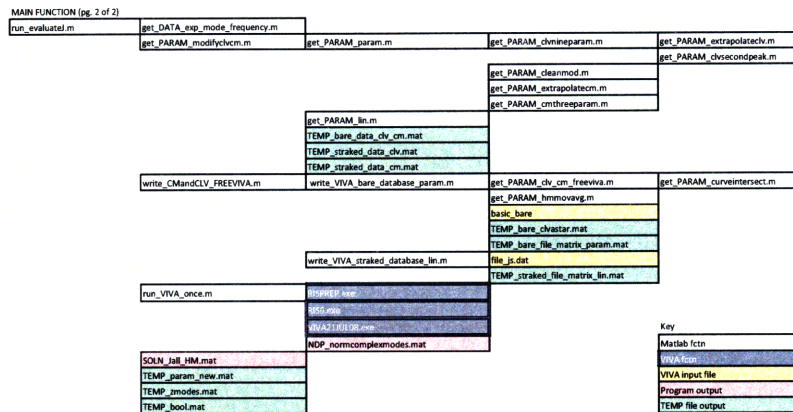 MAIN FUNCTION (pg. 2 of 2)
run_evaluateJ.m get_DATA_exp_mode_frequency.m
get_PARAM_modifyclvcm.m get_PARAM_param.m get_PARAM_clvnineparam.m get_PARAM_extrapolateclv.m
get_PARAM_clvsecondpeak.m
get_PARAM_cleanmod.m
get_PARAM_extrapolatecm.m
get_PARAM_cmthreeparam.m
get_PARAM_lin.m
TEMP_bare_data_clv_cm.mat
TEMP_straked_data_clv.mat
TEMP_straked_data_cm.mat
write_CMandCLV_FREEVIVA.m write_VIVA_bare_database_param.m get_PARAM_clv_cm_freeviva.m get_PARAM_curveintersect.m
get_PARAM_hmmovavg.m
basic_bare
TEMP_bare_clvastar.mat
TEMP_bare_file_matrix_param.mat
write_VIVA_straked_database_lin.m file_js.dat
TEMP_straked_file_matrix_lin.mat
run_VIVA_once.m BISPREP.exe
BIS6.exe
VIVA21JUL08.exe
NDP_normcomplexmodes.mat
SOLN_Jall_HM.mat
TEMP_param_new.mat
TEMP_zmodes.mat
TEMP_bool.mat
Key
Matlab fctn
VIVA fctn
VIVA input file
Program output
TEMP file output